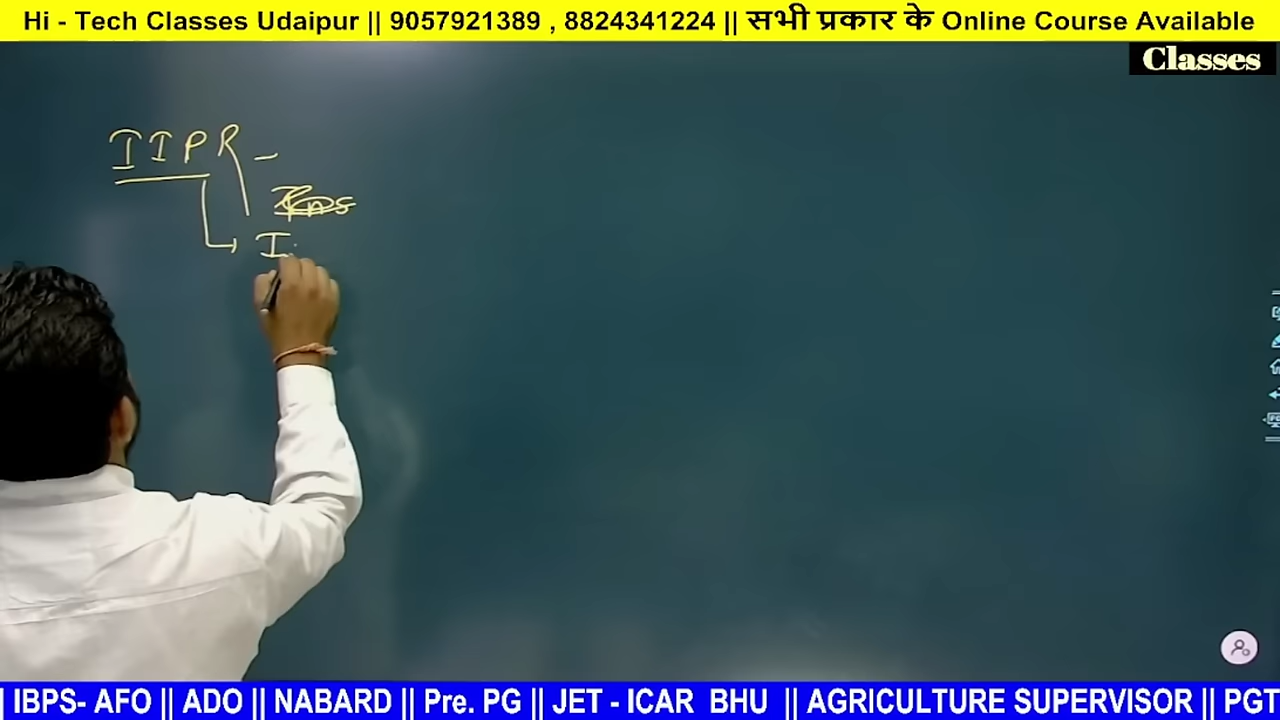 Hi - Tech Classes Udaipur || 9057921389 , 8824341224 || सभी प्रकार के Online Course Available
Classes
IIPR -
I
| IBPS- AFO || ADO || NABARD || Pre. PG || JET - ICAR BHU || AGRICULTURE SUPERVISOR || PGT